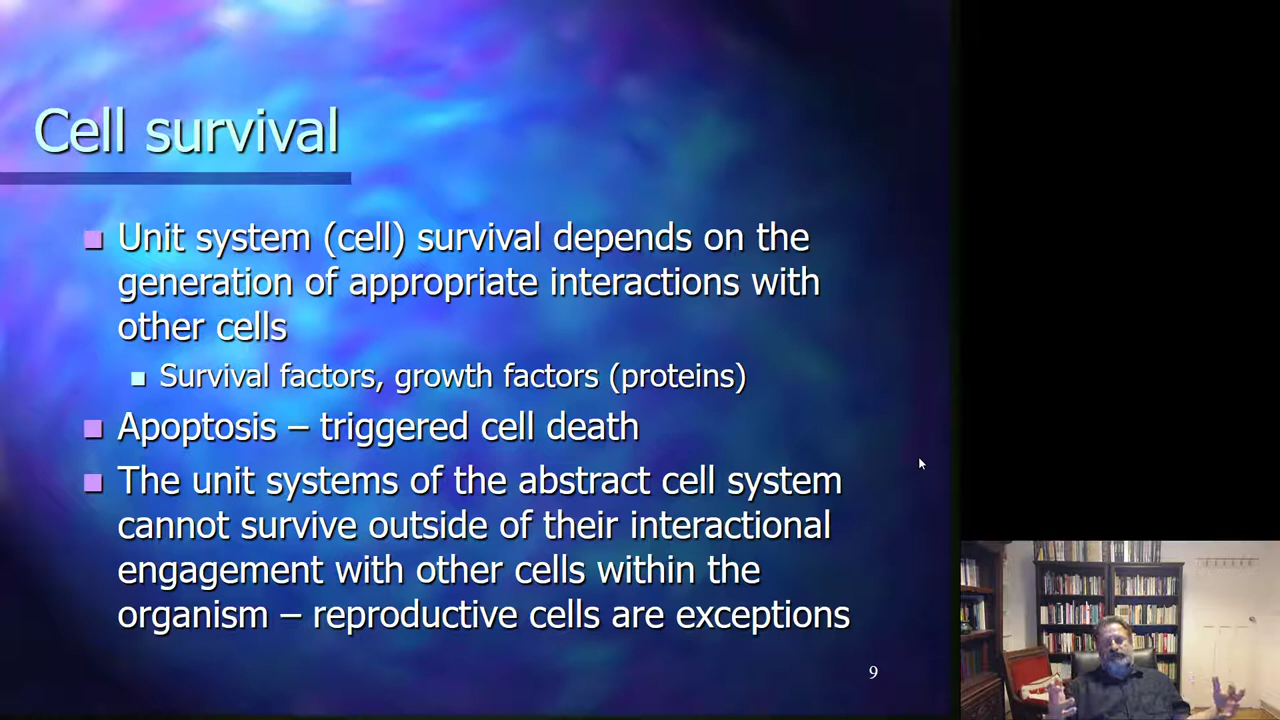 Cell survival
Unit system (cell) survival depends on the
generation of appropriate interactions with
other cells
Survival factors, growth factors (proteins)
Apoptosis – triggered cell death
The unit systems of the abstract cell system
cannot survive outside of their interactional
engagement with other cells within the
organism – reproductive cells are exceptions
9